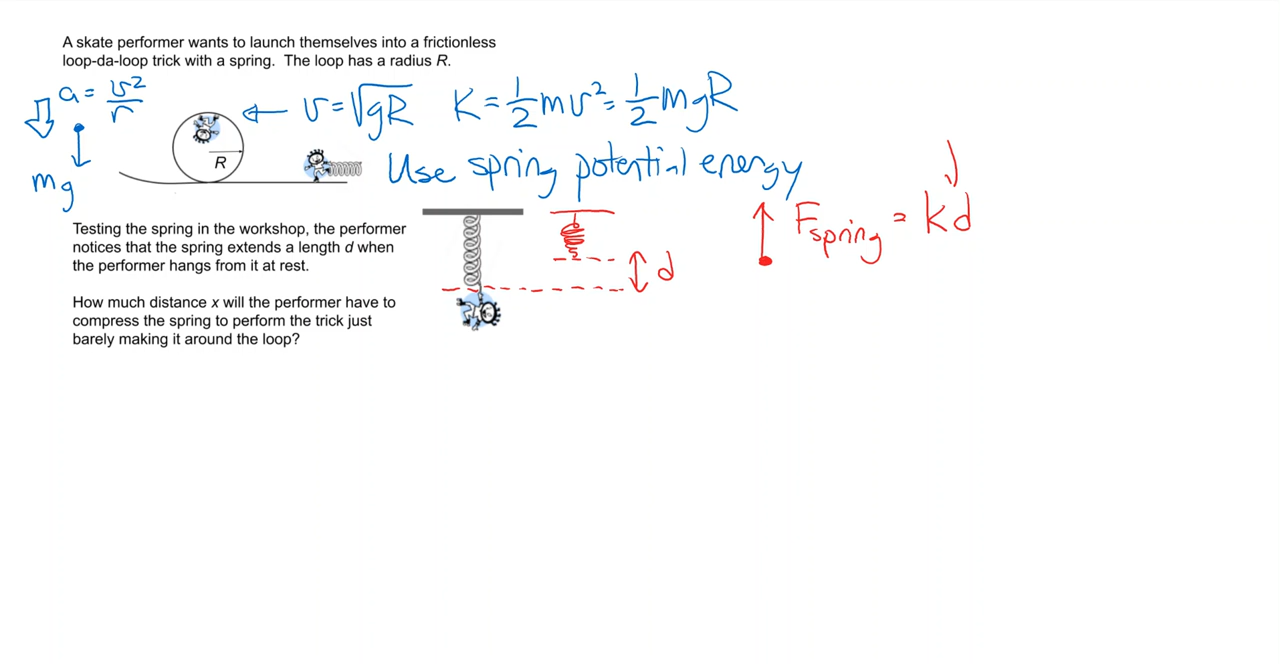 A skate performer wants to launch themselves into a frictionless
loop-da-loop trick with a spring. The loop has a radius R.
a = v²/r
mg
R
v = √gR K = ½mv² = ½mgR
Use spring potential energy
Testing the spring in the workshop, the performer
notices that the spring extends a length d when
the performer hangs from it at rest.
d
F spring = kd
How much distance x will the performer have to
compress the spring to perform the trick just
barely making it around the loop?